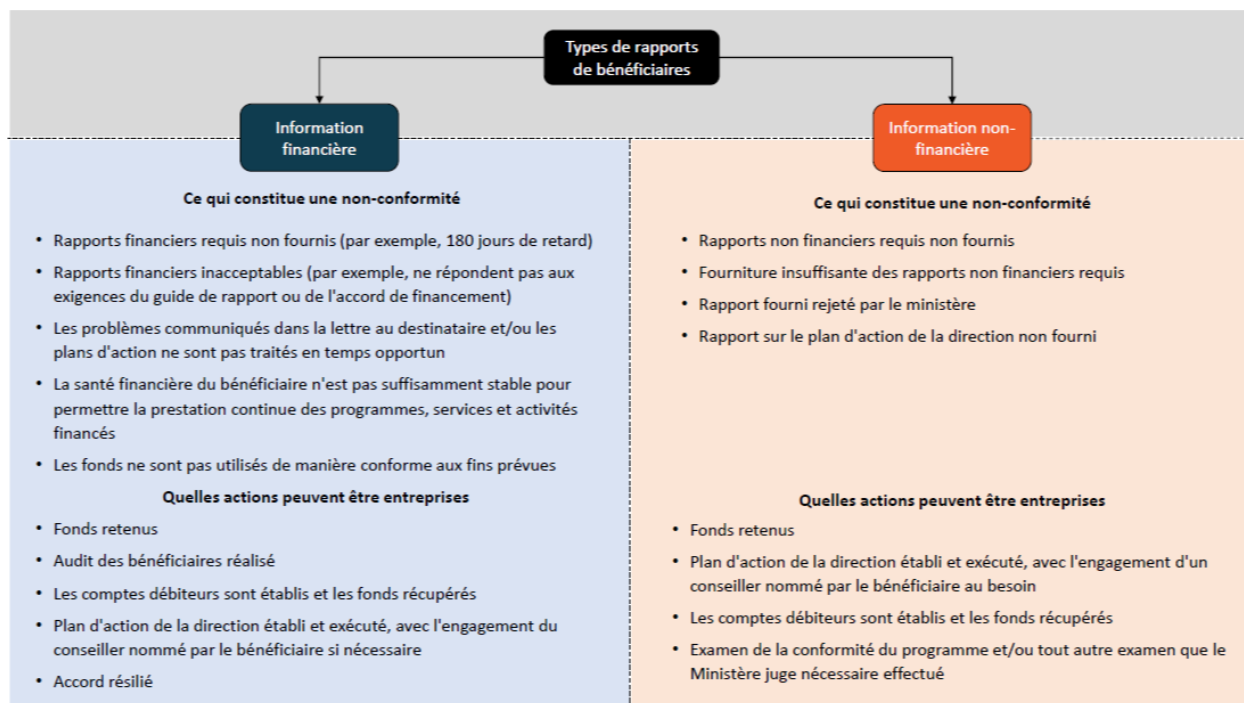 Types de rapports
de bénéficiaires
Information
financière
Ce qui constitue une non-conformité
• Rapports financiers requis non fournis (par exemple, 180 jours de retard)
• Rapports financiers inacceptables (par exemple, ne répondent pas aux
exigences du guide de rapport ou de l'accord de financement)
• Les problèmes communiqués dans la lettre au destinataire et/ou les
plans d'action ne sont pas traités en temps opportun
• La santé financière du bénéficiaire n'est pas suffisamment stable pour
permettre la prestation continue des programmes, services et activités
financés
• Les fonds ne sont pas utilisés de manière conforme aux fins prévues
Quelles actions peuvent être entreprises
• Fonds retenus
• Audit des bénéficiaires réalisé
• Les comptes débiteurs sont établis et les fonds récupérés
• Plan d'action de la direction établi et exécuté, avec l'engagement du
conseiller nommé par le bénéficiaire si nécessaire
• Accord résilié
Information non-
financière
Ce qui constitue une non-conformité
• Rapports non financiers requis non fournis
• Fourniture insuffisante des rapports non financiers requis
• Rapport fourni rejeté par le ministère
• Rapport sur le plan d'action de la direction non fourni
Quelles actions peuvent être entreprises
• Fonds retenus
• Plan d'action de la direction établi et exécuté, avec l'engagement d'un
conseiller nommé par le bénéficiaire au besoin
• Les comptes débiteurs sont établis et les fonds récupérés
• Examen de la conformité du programme et/ou tout autre examen que le
Ministère juge nécessaire effectué